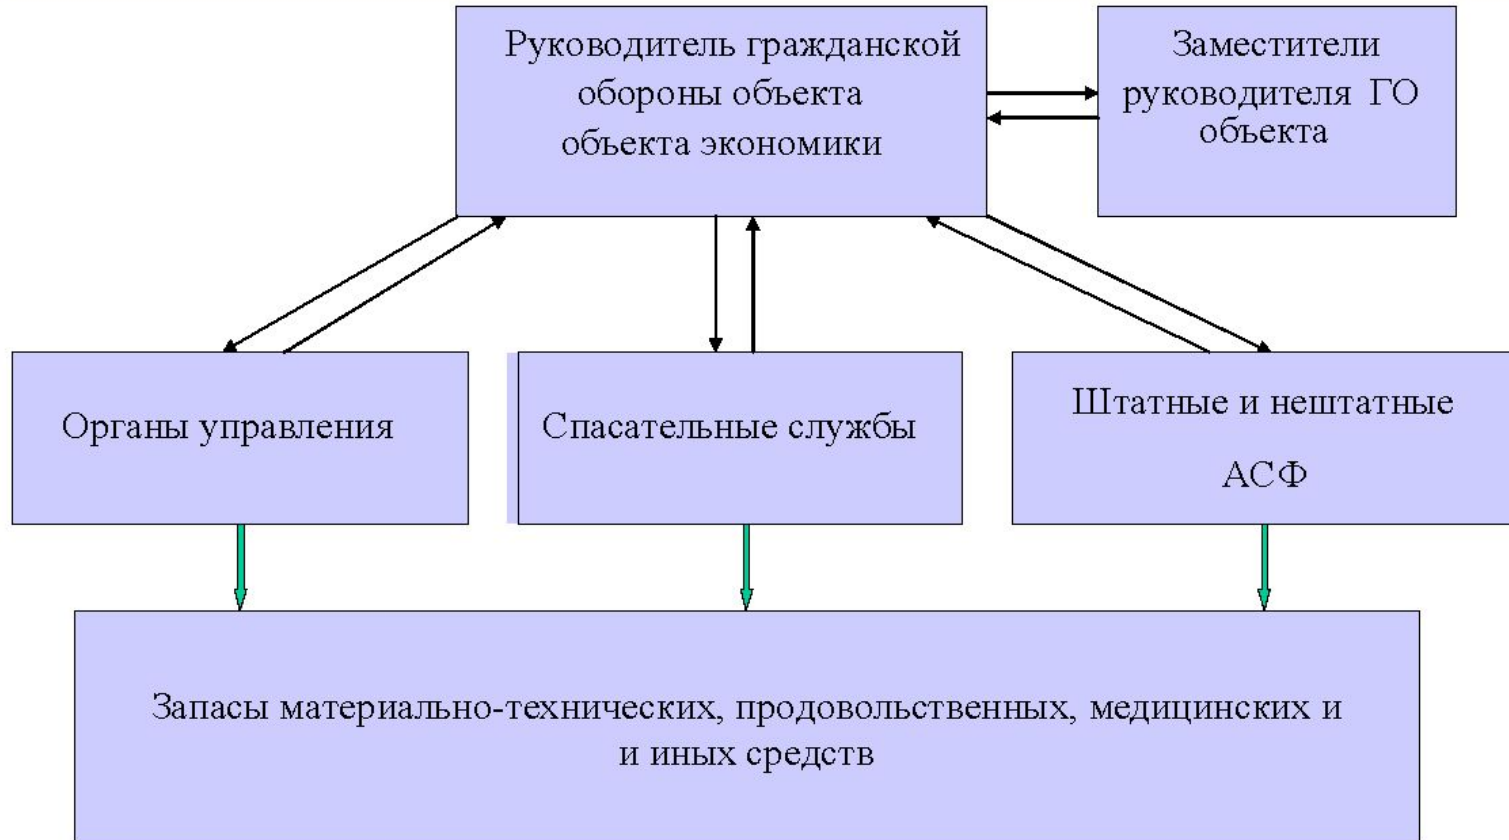 Руководитель гражданской
обороны объекта
объекта экономики
Заместители
руководителя ГО
объекта
Органы управления
Спасательные службы
Штатные и нештатные
АСФ
Запасы материально-технических, продовольственных, медицинских и
и иных средств